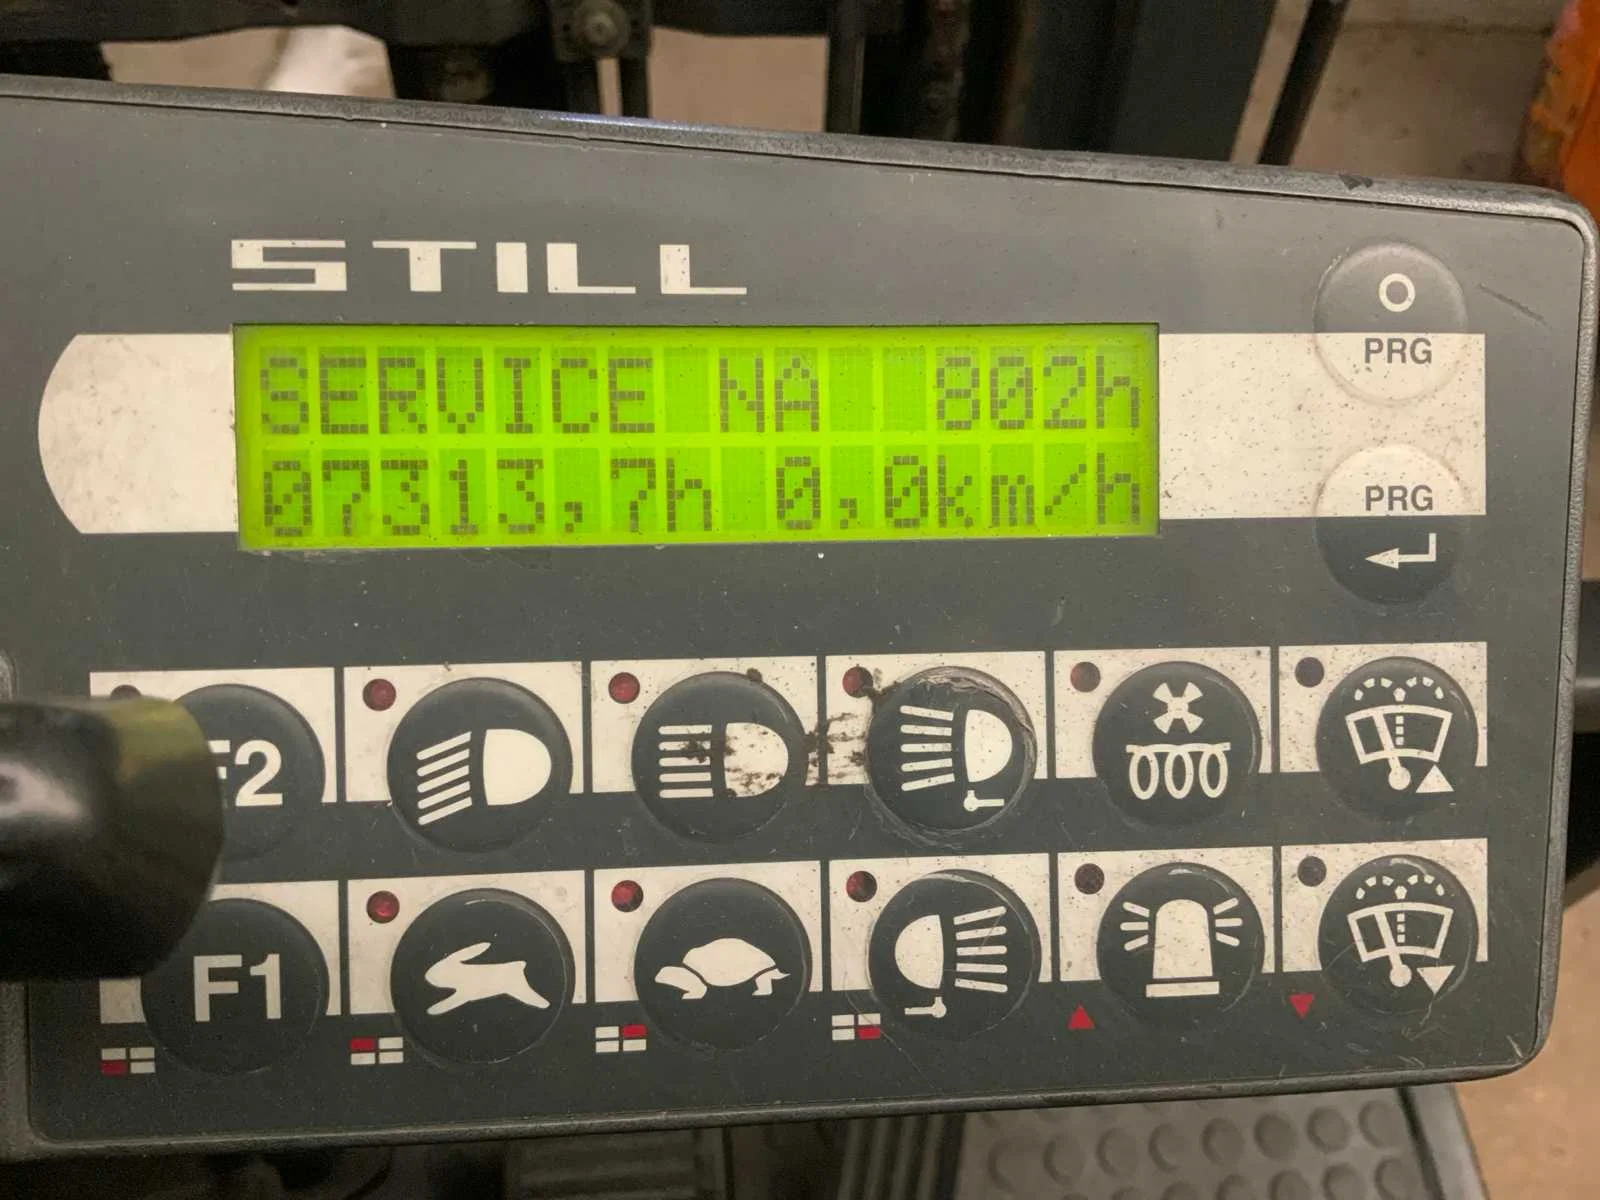 STILL
SERVICE NA 802h
07313,7h 0,0km/h
PRG
PRG
F2
F1